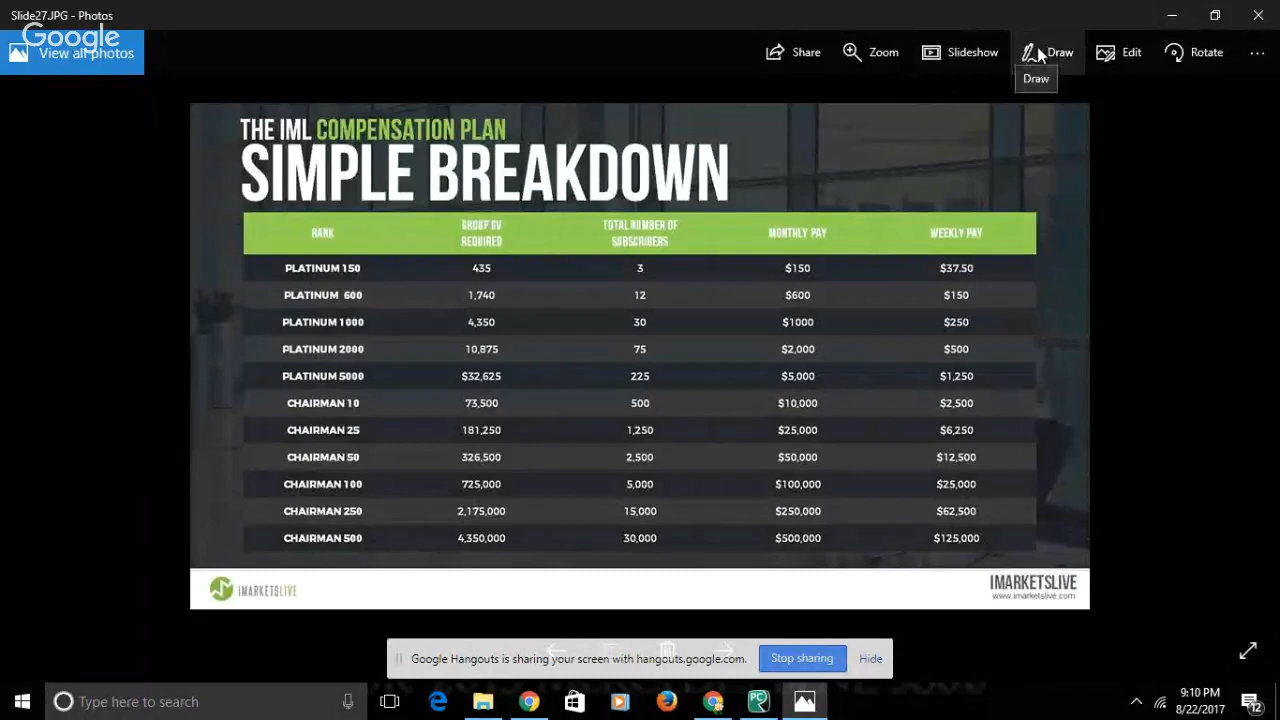 Slide27.JPG - Photos
Google
View all photos
Share
Zoom
Slideshow
Draw
Edit
Rotate
Draw
THE IML COMPENSATION PLAN
SIMPLE BREAKDOWN
RANK GROUP GV REQUIRED TOTAL NUMBER OF SUBSCRIBERS MONTHLY PAY WEEKLY PAY
PLATINUM 150 435 3 $150 $37.50
PLATINUM 600 1,740 12 $600 $150
PLATINUM 1000 4,350 30 $1000 $250
PLATINUM 2000 10,875 75 $2,000 $500
PLATINUM 5000 $32,625 225 $5,000 $1,250
CHAIRMAN 10 73,500 500 $10,000 $2,500
CHAIRMAN 25 181,250 1,250 $25,000 $6,250
CHAIRMAN 50 326,500 2,500 $50,000 $12,500
CHAIRMAN 100 725,000 5,000 $100,000 $25,000
CHAIRMAN 250 2,175,000 15,000 $250,000 $62,500
CHAIRMAN 500 4,350,000 30,000 $500,000 $125,000
IMARKETSLIVE
IMARKETSLIVE
www.imarketslive.com
Google Hangouts is sharing your screen with hangouts.google.com.
Stop sharing
Hide
Type here to search
PC
9:10 PM
8/22/2017
12